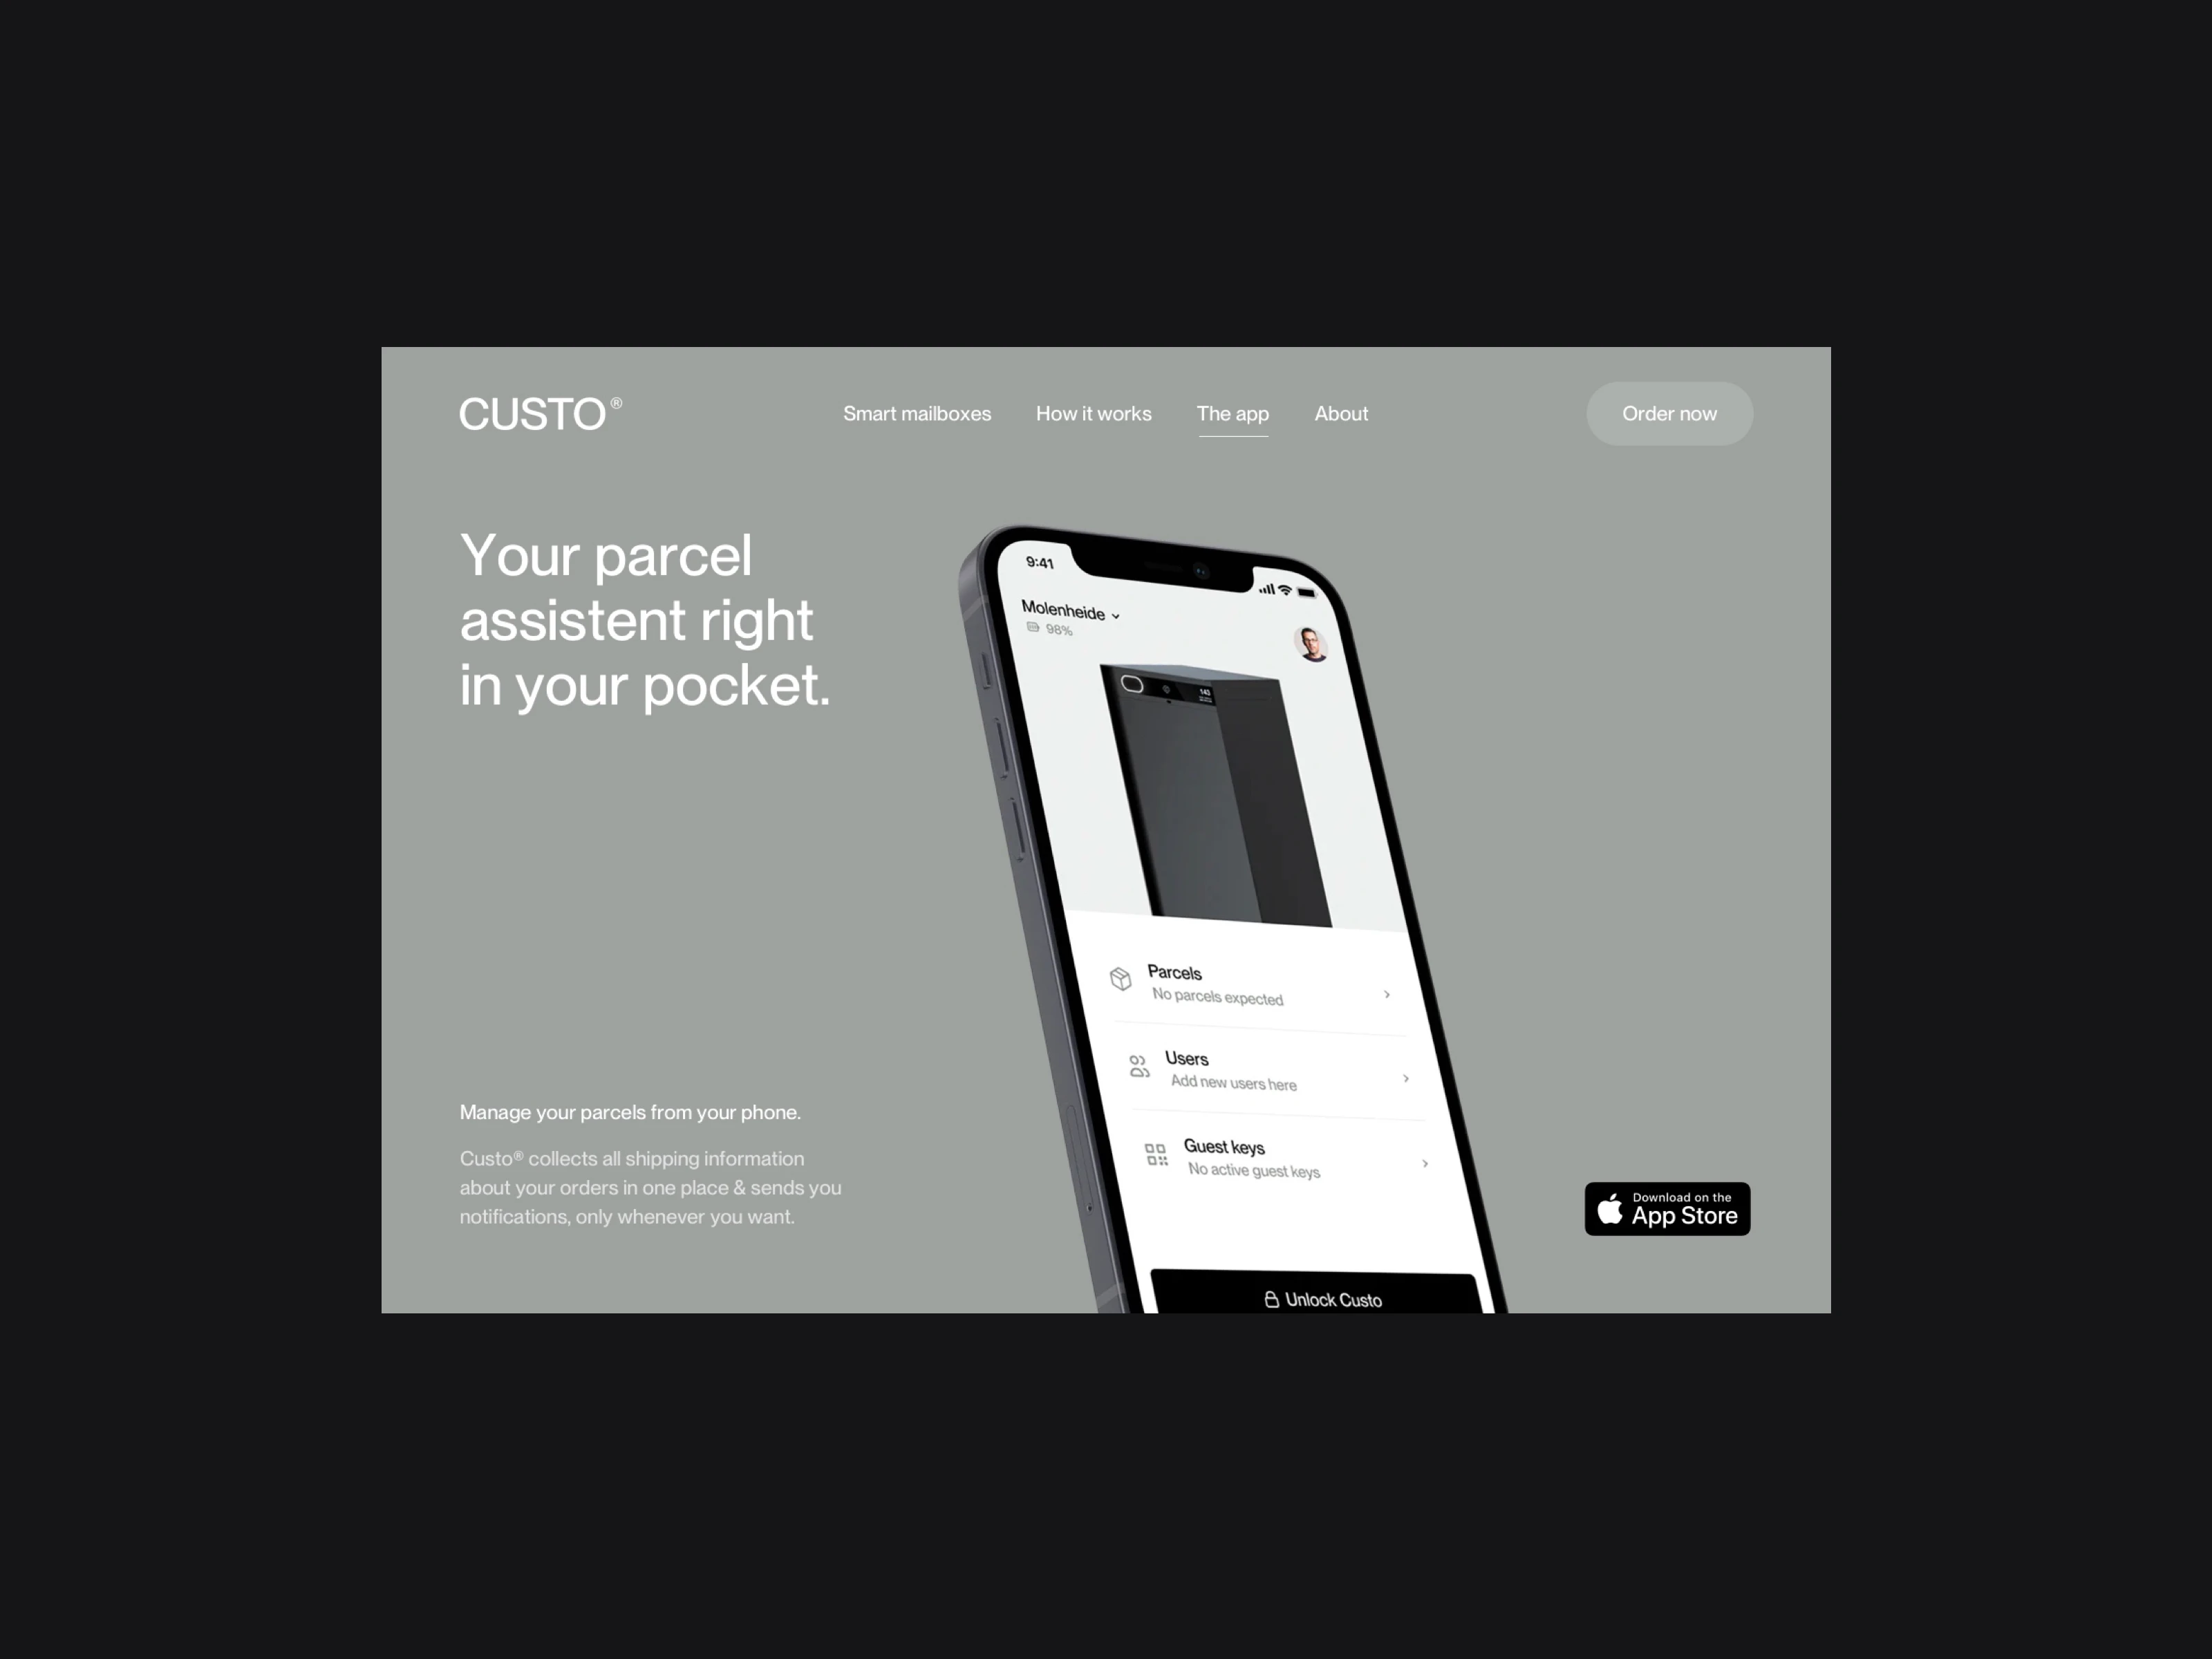 CUSTO®
Smart mailboxes
How it works
The app
About
Order now
Your parcel
assistent right
in your pocket.
9:41
Molenheide
98%
143
Parcels
No parcels expected
Users
Add new users here
Guest keys
No active guest keys
Unlock Custo
Manage your parcels from your phone.
Custo® collects all shipping information
about your orders in one place & sends you
notifications, only whenever you want.
Download on the
App Store